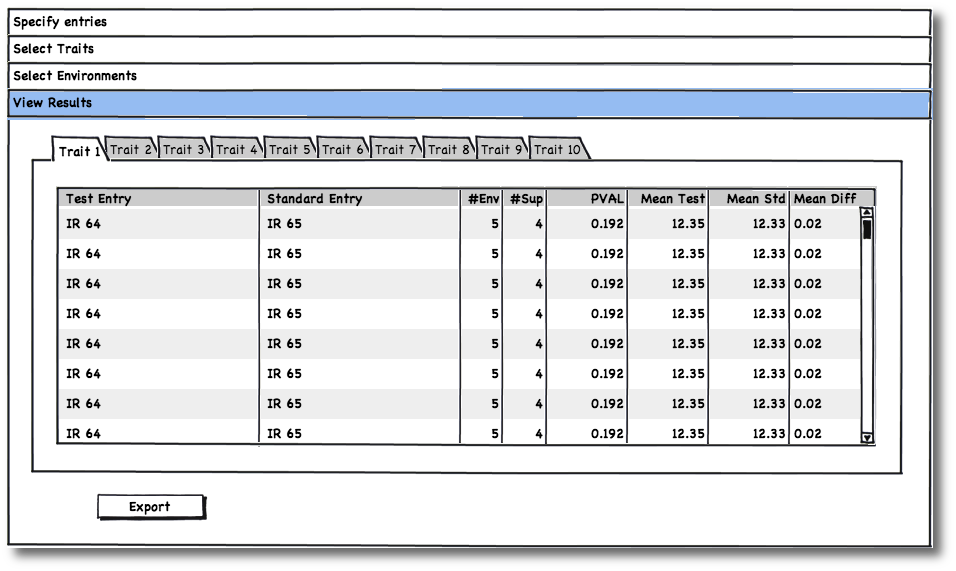 Specify entries
Select Traits
Select Environments
View Results
Trait 1 Trait 2 Trait 3 Trait 4 Trait 5 Trait 6 Trait 7 Trait 8 Trait 9 Trait 10
Test Entry Standard Entry #Env #Sup PVAL Mean Test Mean Std Mean Diff
IR 64 IR 65 5 4 0.192 12.35 12.33 0.02
IR 64 IR 65 5 4 0.192 12.35 12.33 0.02
IR 64 IR 65 5 4 0.192 12.35 12.33 0.02
IR 64 IR 65 5 4 0.192 12.35 12.33 0.02
IR 64 IR 65 5 4 0.192 12.35 12.33 0.02
IR 64 IR 65 5 4 0.192 12.35 12.33 0.02
IR 64 IR 65 5 4 0.192 12.35 12.33 0.02
IR 64 IR 65 5 4 0.192 12.35 12.33 0.02
Export